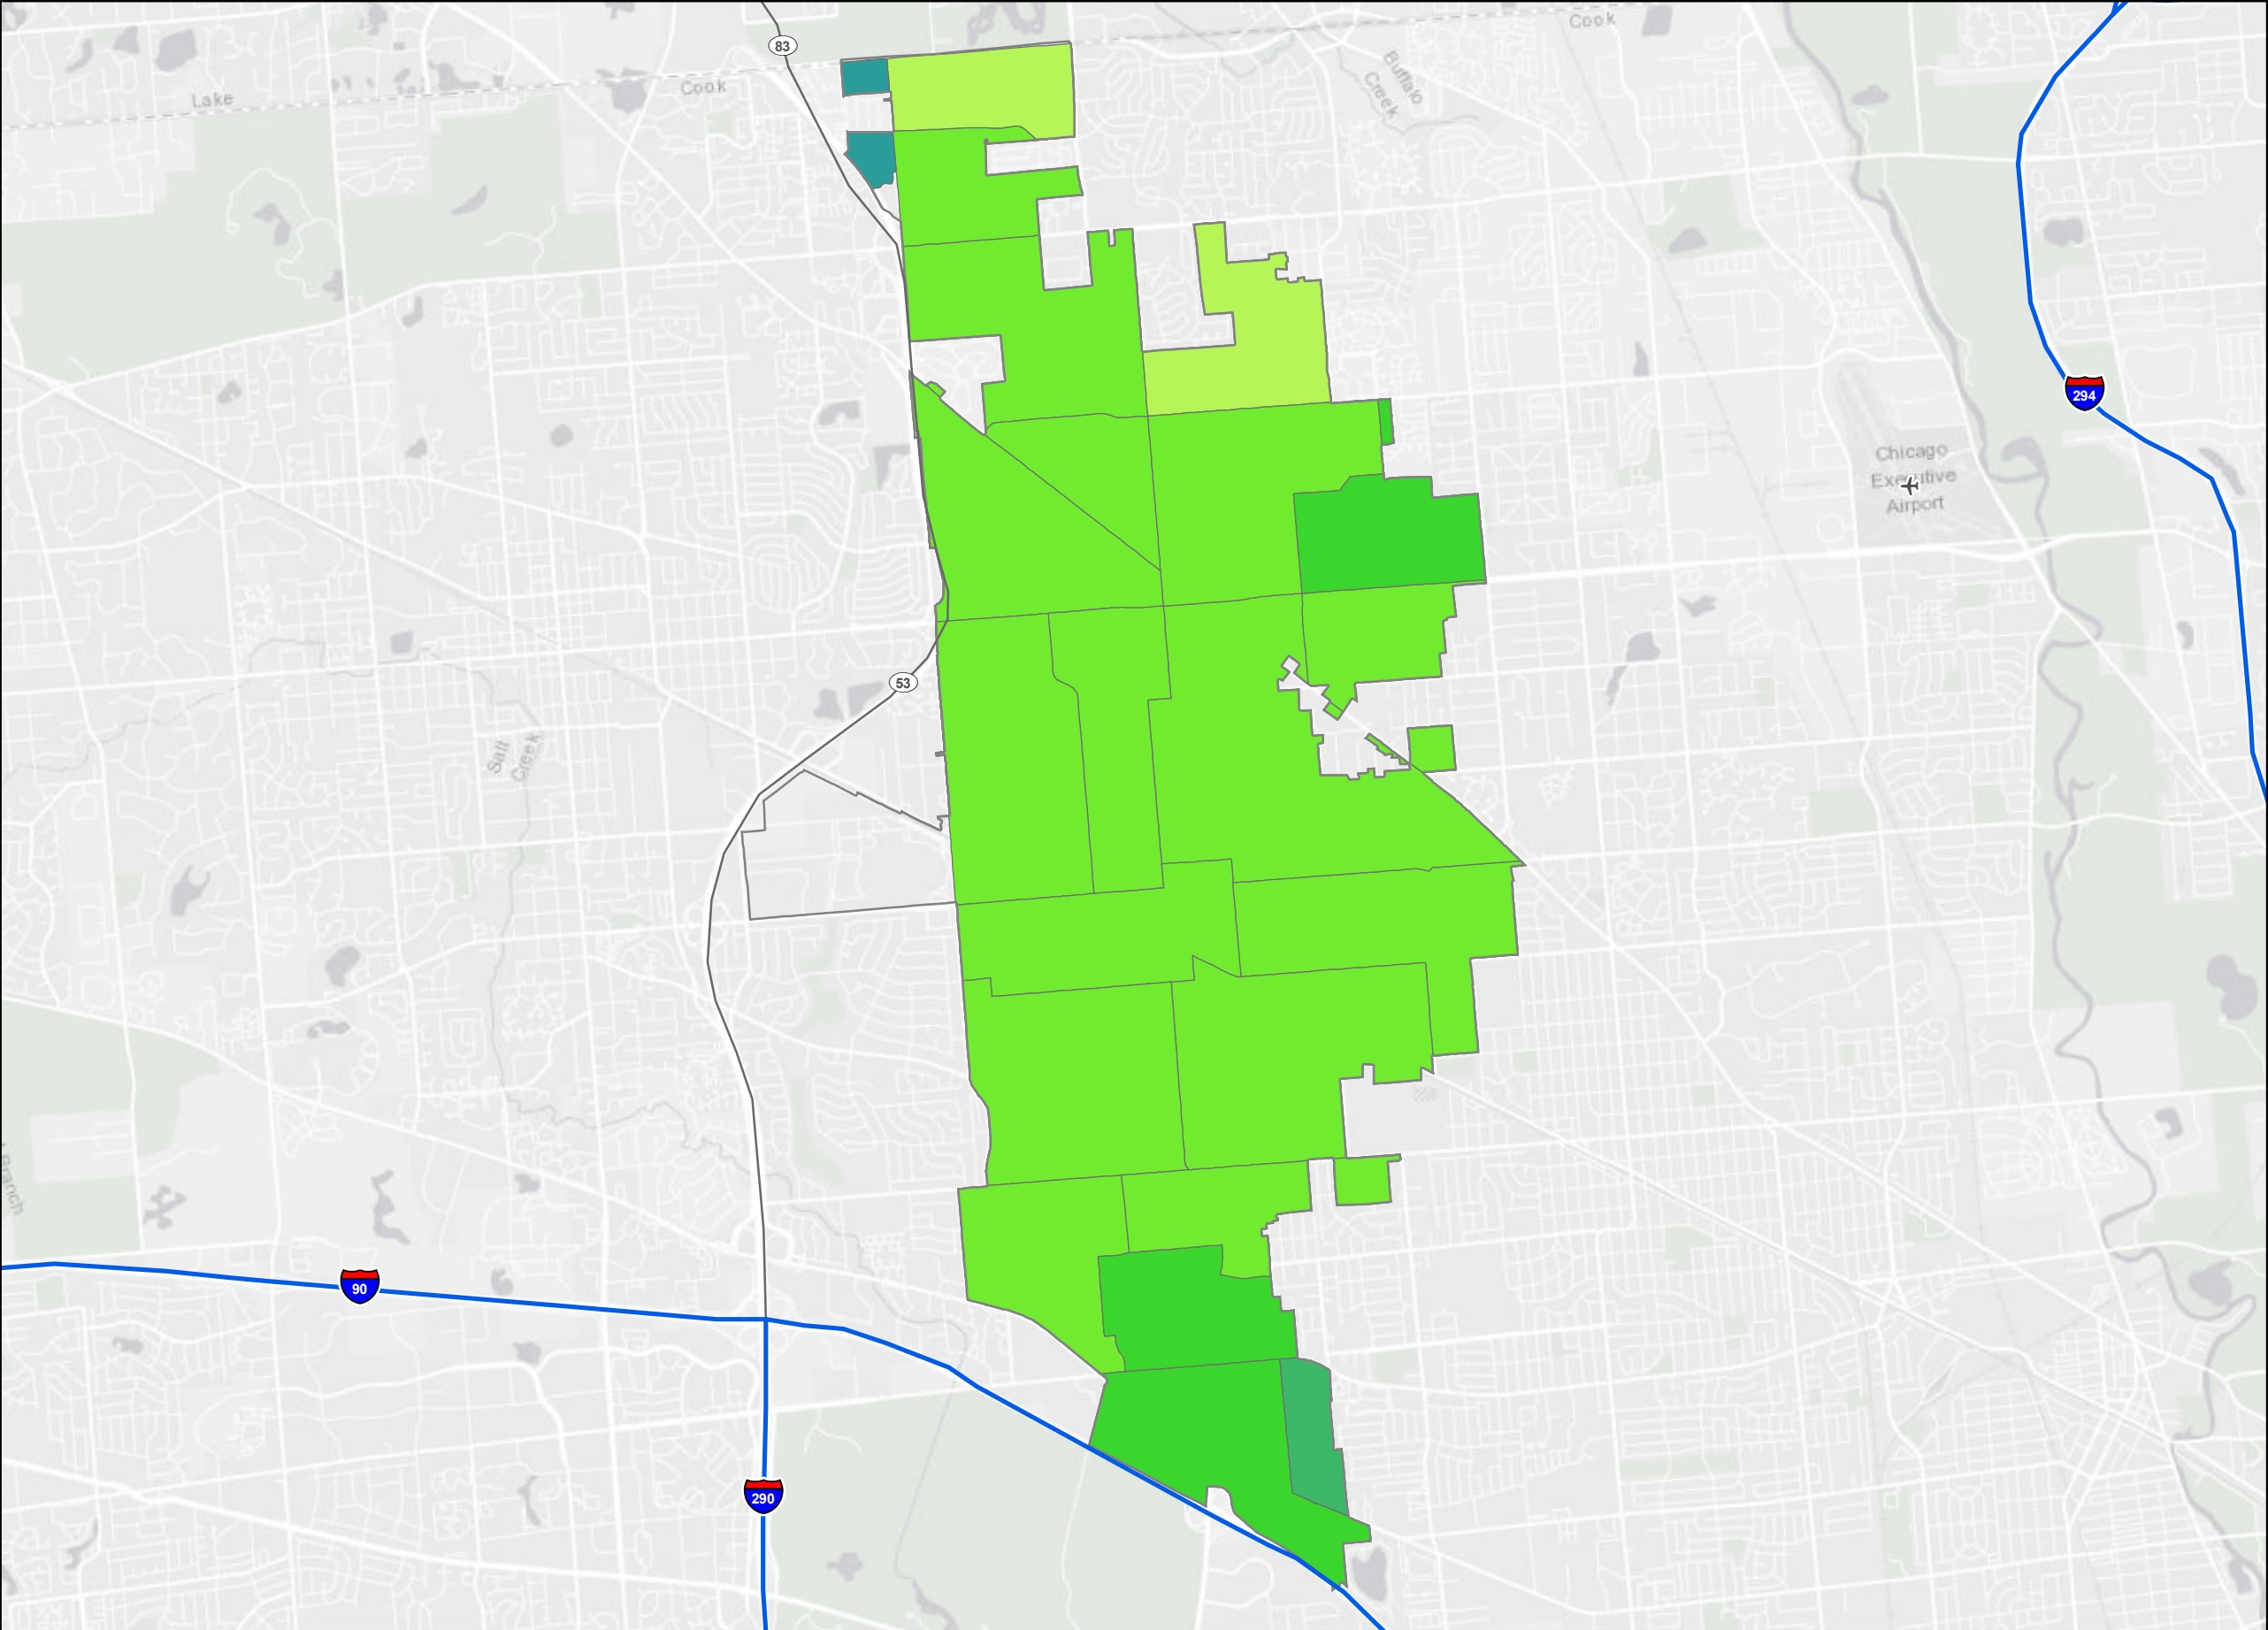 Cook
83
Buffalo
Creek
Cook
Lake
294
Chicago
Executive
Airport
53
Salt
Creek
Branch
90
290